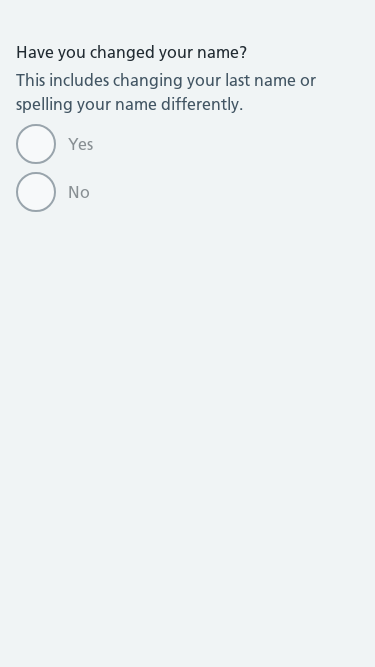 Have you changed your name?
This includes changing your last name or
spelling your name differently.
Yes
No